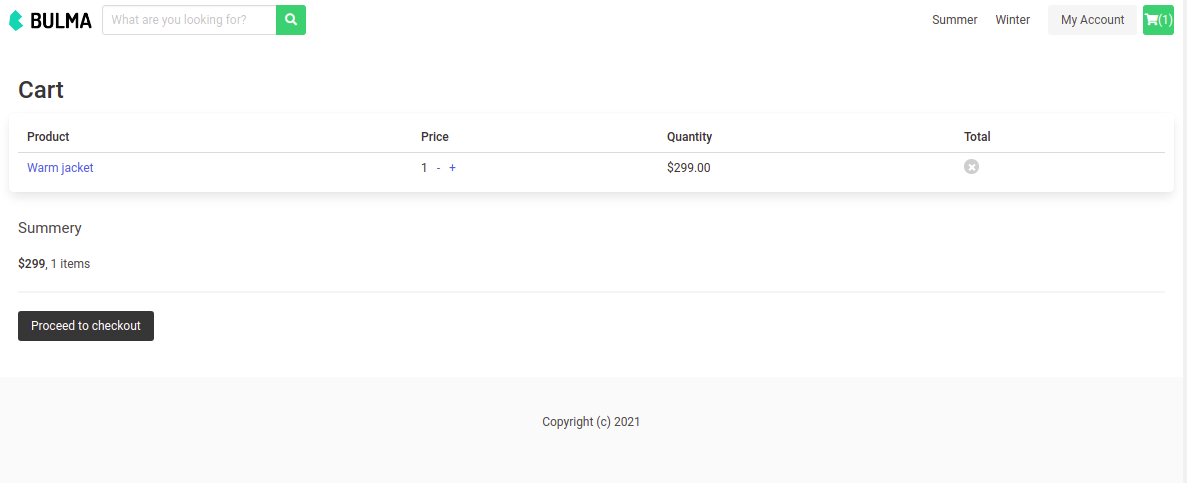 BULMA What are you looking for? Summer Winter My Account (1)
Cart
Product Price Quantity Total
Warm jacket 1 - + $299.00
Summery
$299, 1 items
Proceed to checkout
Copyright (c) 2021